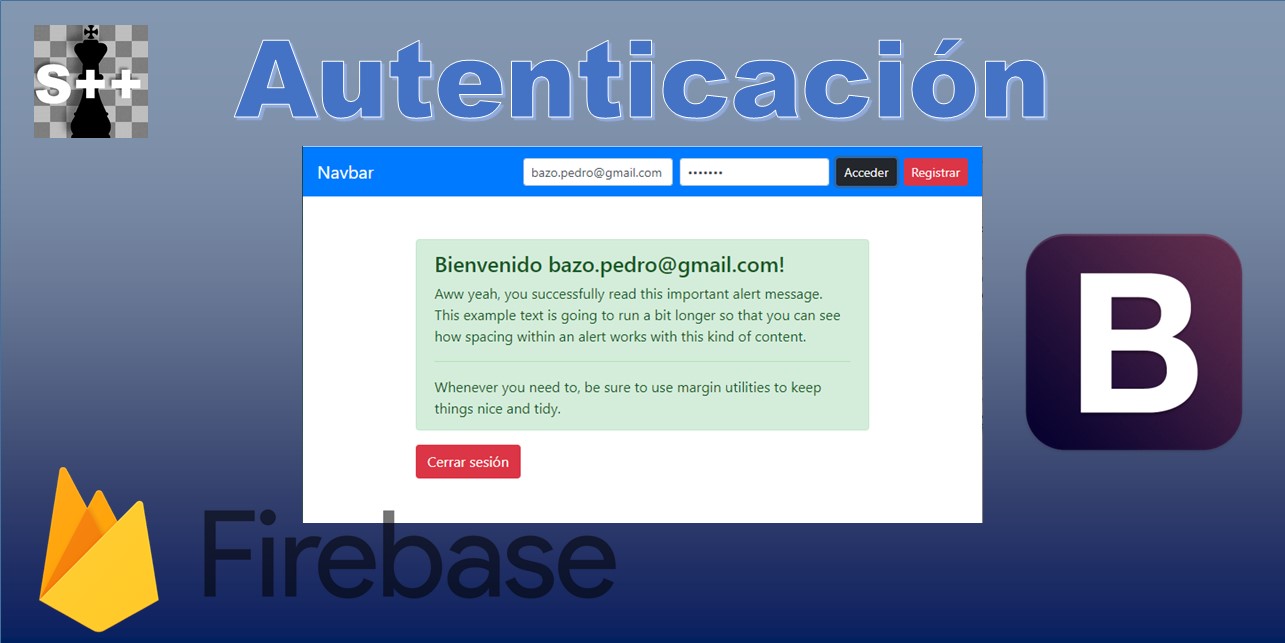 S++
Autenticación
Navbar
bazo.pedro@gmail.com
•••••••
Acceder
Registrar
Bienvenido bazo.pedro@gmail.com!
Aww yeah, you successfully read this important alert message.
This example text is going to run a bit longer so that you can see
how spacing within an alert works with this kind of content.
Whenever you need to, be sure to use margin utilities to keep
things nice and tidy.
Cerrar sesión
B
Firebase